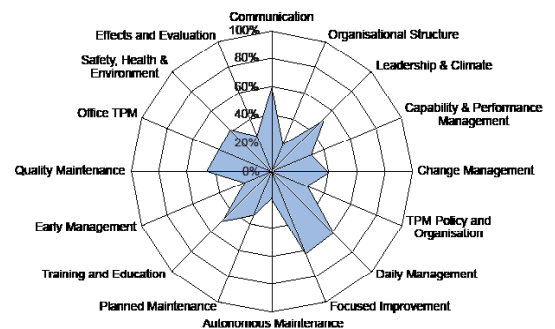 Communication
100%
Effects and Evaluation
Organisational Structure
80%
Safety, Health &
Environment
Leadership & Climate
60%
Office TPM
40%
Capability & Performance
Management
20%
Quality Maintenance
0%
Change Management
Early Management
TPM Policy and
Organisation
Training and Education
Daily Management
Planned Maintenance
Focused Improvement
Autonomous Maintenance